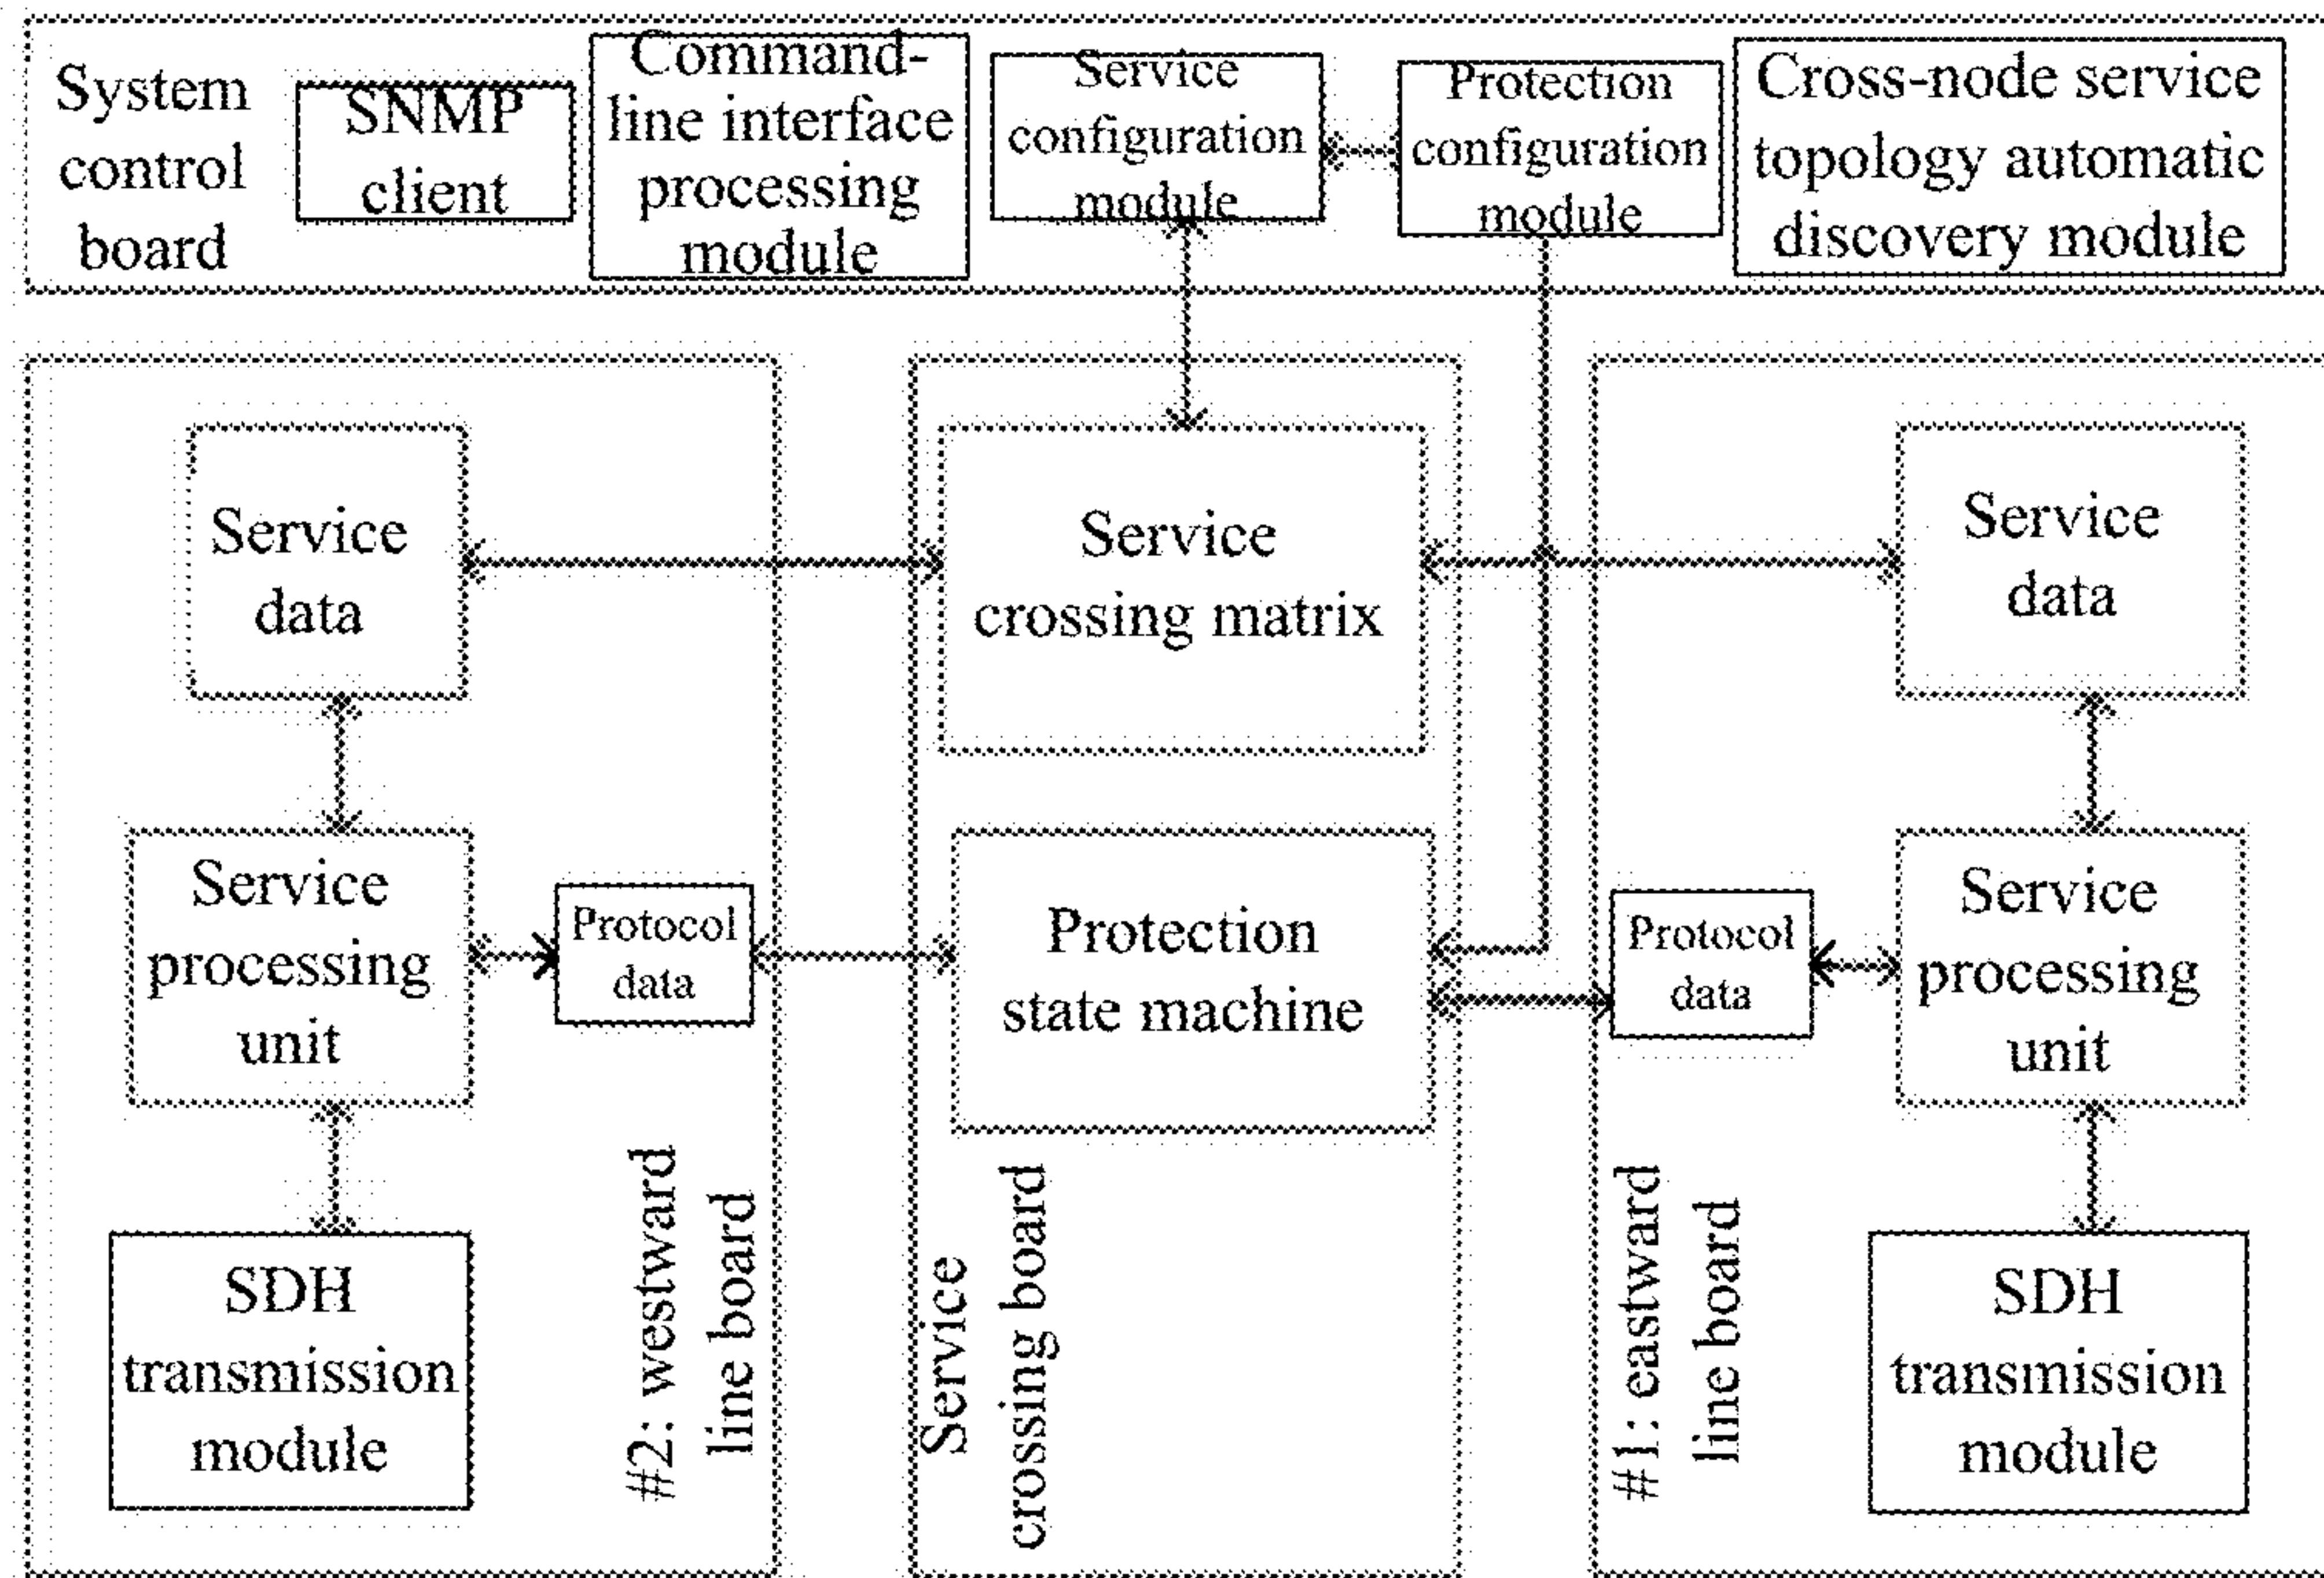 System
control
board
SNMP
client
Command-
line interface
processing
module
Service
configuration
module
Protection
configuration
module
Cross-node service
topology automatic
discovery module
Service
data
Service
processing
unit
Protocol
data
SDH
transmission
module
#2: westward
line board
Service
crossing matrix
Protection
state machine
Service
crossing board
Service
data
Protocol
data
Service
processing
unit
SDH
transmission
module
#1: eastward
line board